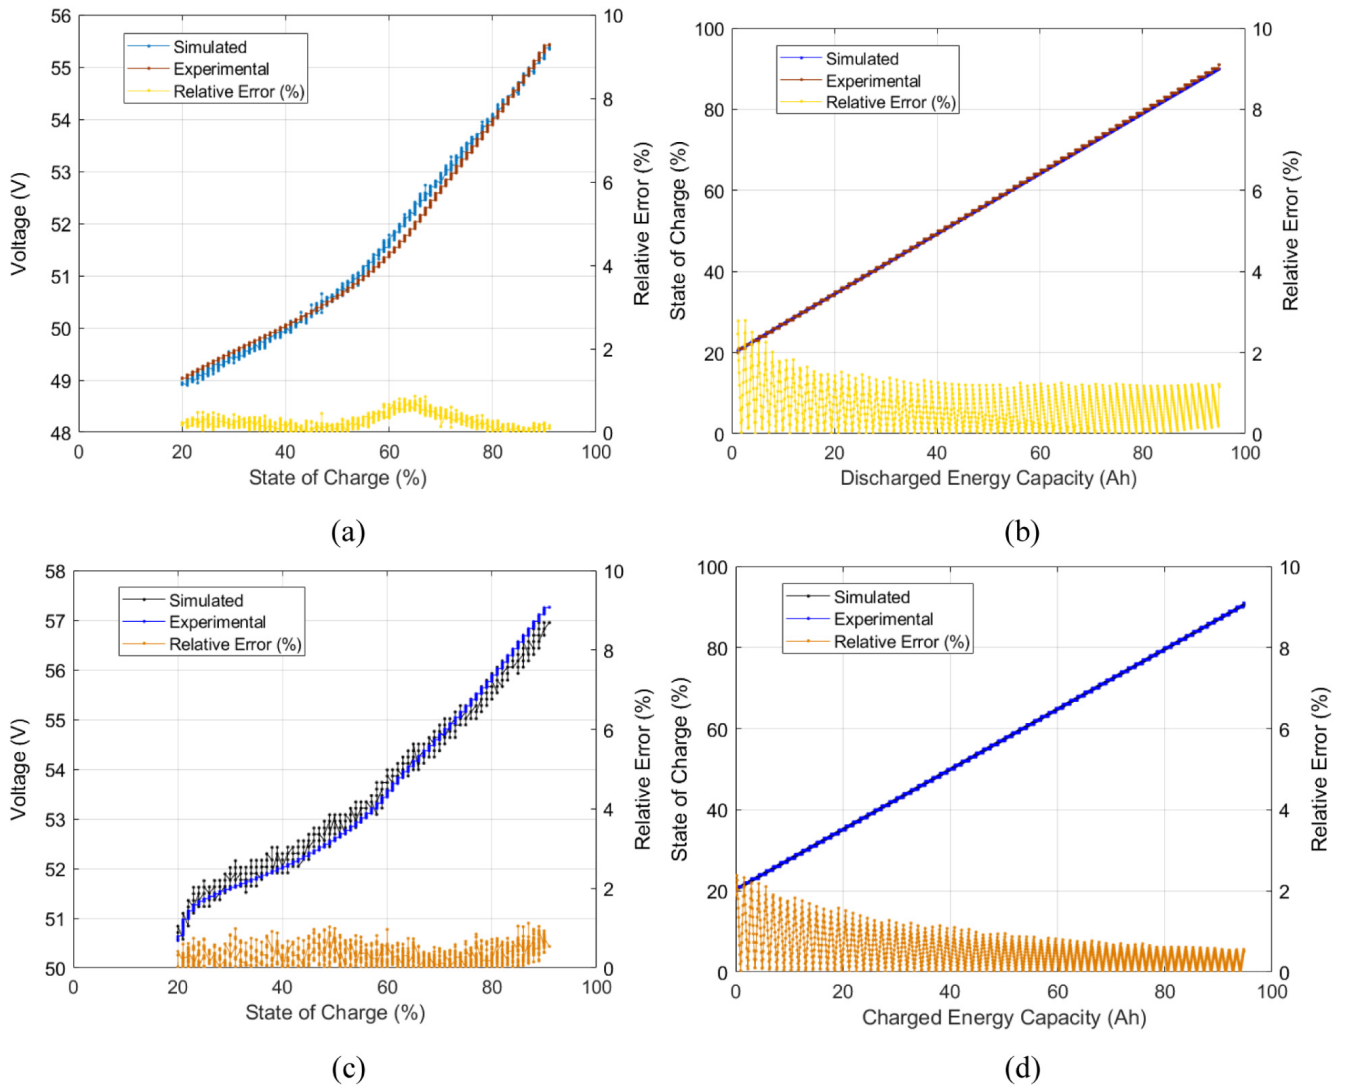 56
55
54
53
52
51
50
49
48
10
8
6
4
2
0
0
20
40
60
80
100
Voltage (V)
Relative Error (%)
Simulated
Experimental
Relative Error (%)
State of Charge (%)
(a)
100
80
60
40
20
0
10
8
6
4
2
0
0
20
40
60
80
100
State of Charge (%)
Relative Error (%)
Simulated
Experimental
Relative Error (%)
Discharged Energy Capacity (Ah)
(b)
58
57
56
55
54
53
52
51
50
10
8
6
4
2
0
0
20
40
60
80
100
Voltage (V)
Relative Error (%)
Simulated
Experimental
Relative Error (%)
State of Charge (%)
(c)
100
80
60
40
20
0
10
8
6
4
2
0
0
20
40
60
80
100
State of Charge (%)
Relative Error (%)
Simulated
Experimental
Relative Error (%)
Charged Energy Capacity (Ah)
(d)